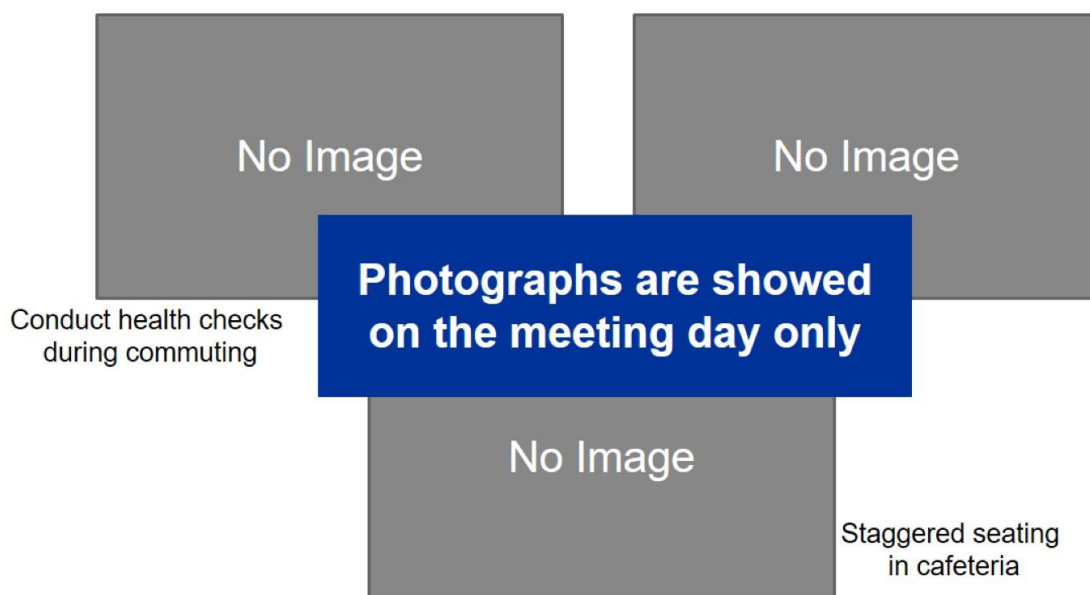 No Image
No Image
Photographs are showed
on the meeting day only
Conduct health checks
during commuting
No Image
Staggered seating
in cafeteria